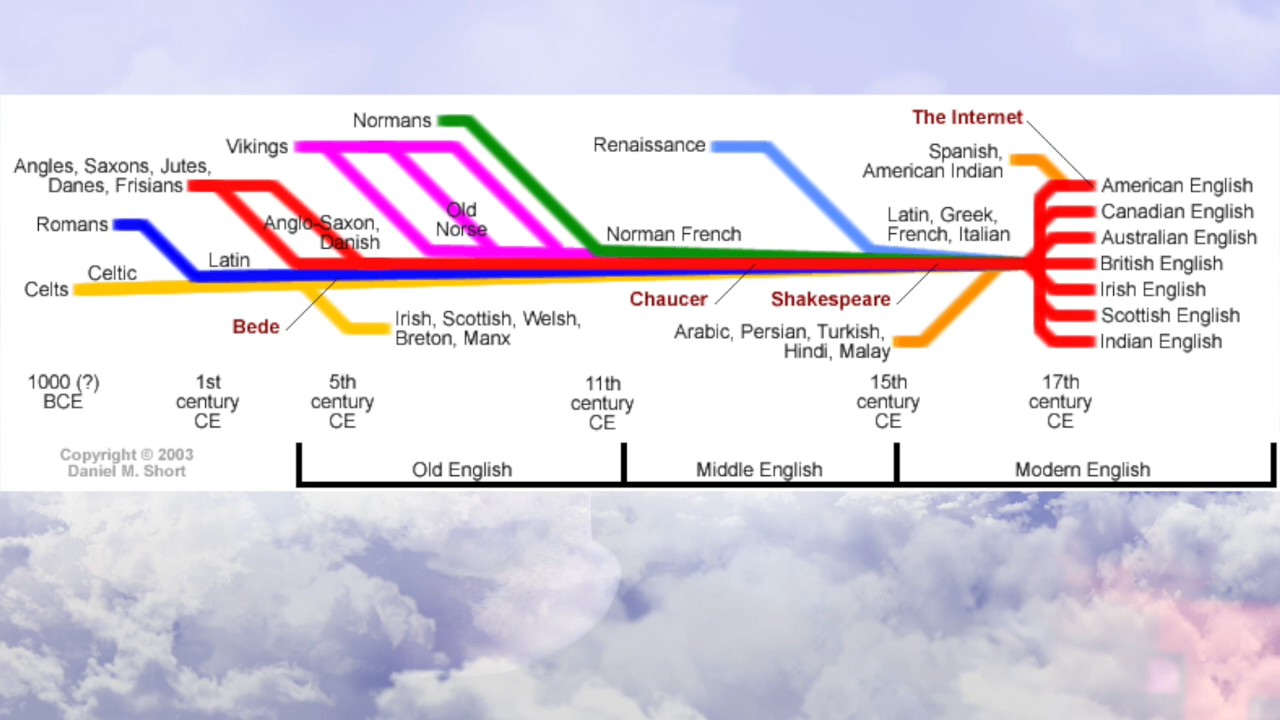 The Internet
Normans
Vikings
Renaissance
Spanish,
American Indian
Angles, Saxons, Jutes,
Danes, Frisians
American English
Canadian English
Australian English
British English
Irish English
Scottish English
Indian English
Romans
Anglo-Saxon,
Danish
Old
Norse
Norman French
Latin, Greek,
French, Italian
Latin
Celtic
Celts
Bede
Irish, Scottish, Welsh,
Breton, Manx
Chaucer
Shakespeare
Arabic, Persian, Turkish,
Hindi, Malay
1000 (?)
BCE
1st
century
CE
5th
century
CE
11th
century
CE
15th
century
CE
17th
century
CE
Copyright © 2003
Daniel M. Short
Old English
Middle English
Modern English